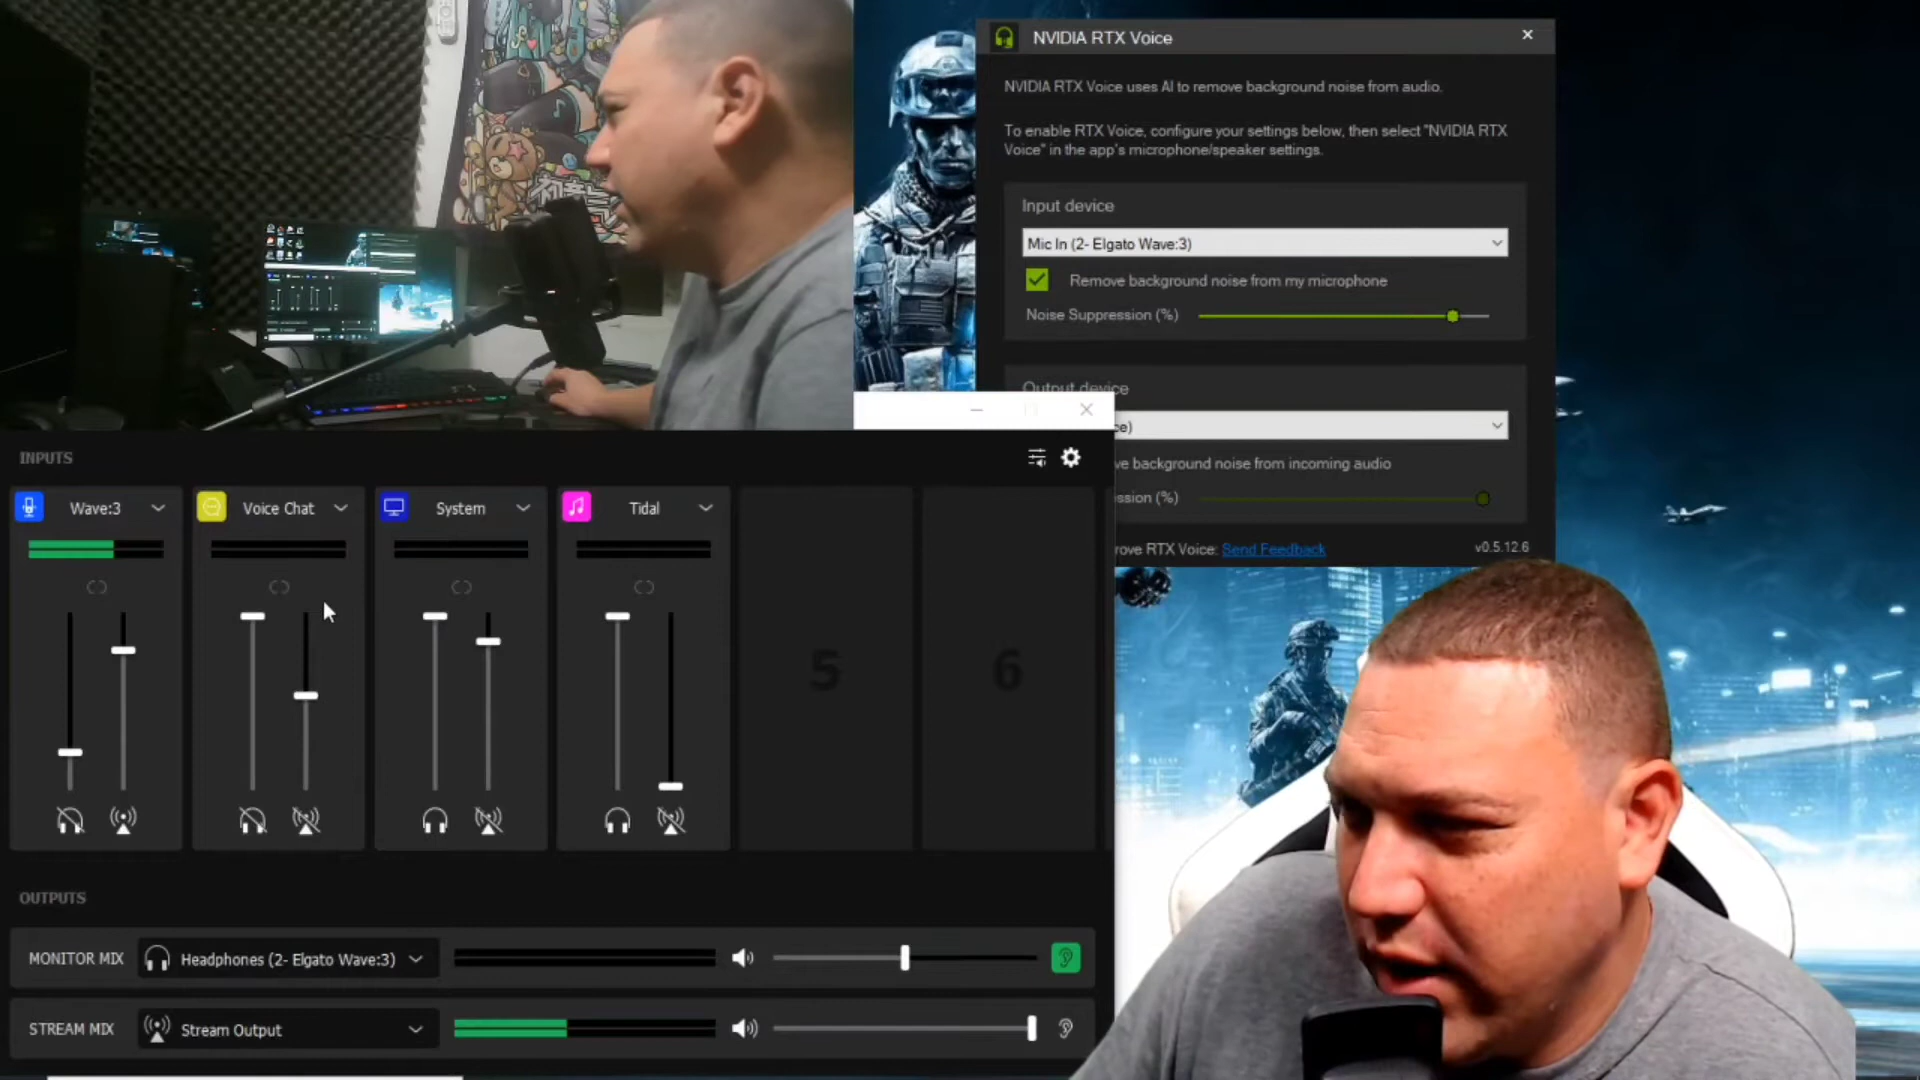 初音
NVIDIA RTX Voice
NVIDIA RTX Voice uses AI to remove background noise from audio.
To enable RTX Voice, configure your settings below, then select "NVIDIA RTX
Voice" in the app's microphone/speaker settings.
Input device
Mic In (2- Elgato Wave:3)
Remove background noise from my microphone
Noise Suppression (%)
Output device
ce)
ve background noise from incoming audio
ssion (%)
rove RTX Voice: Send Feedback
v0.5.12.6
INPUTS
Wave:3
Voice Chat
System
Tidal
5
6
OUTPUTS
MONITOR MIX
Headphones (2- Elgato Wave:3)
STREAM MIX
Stream Output